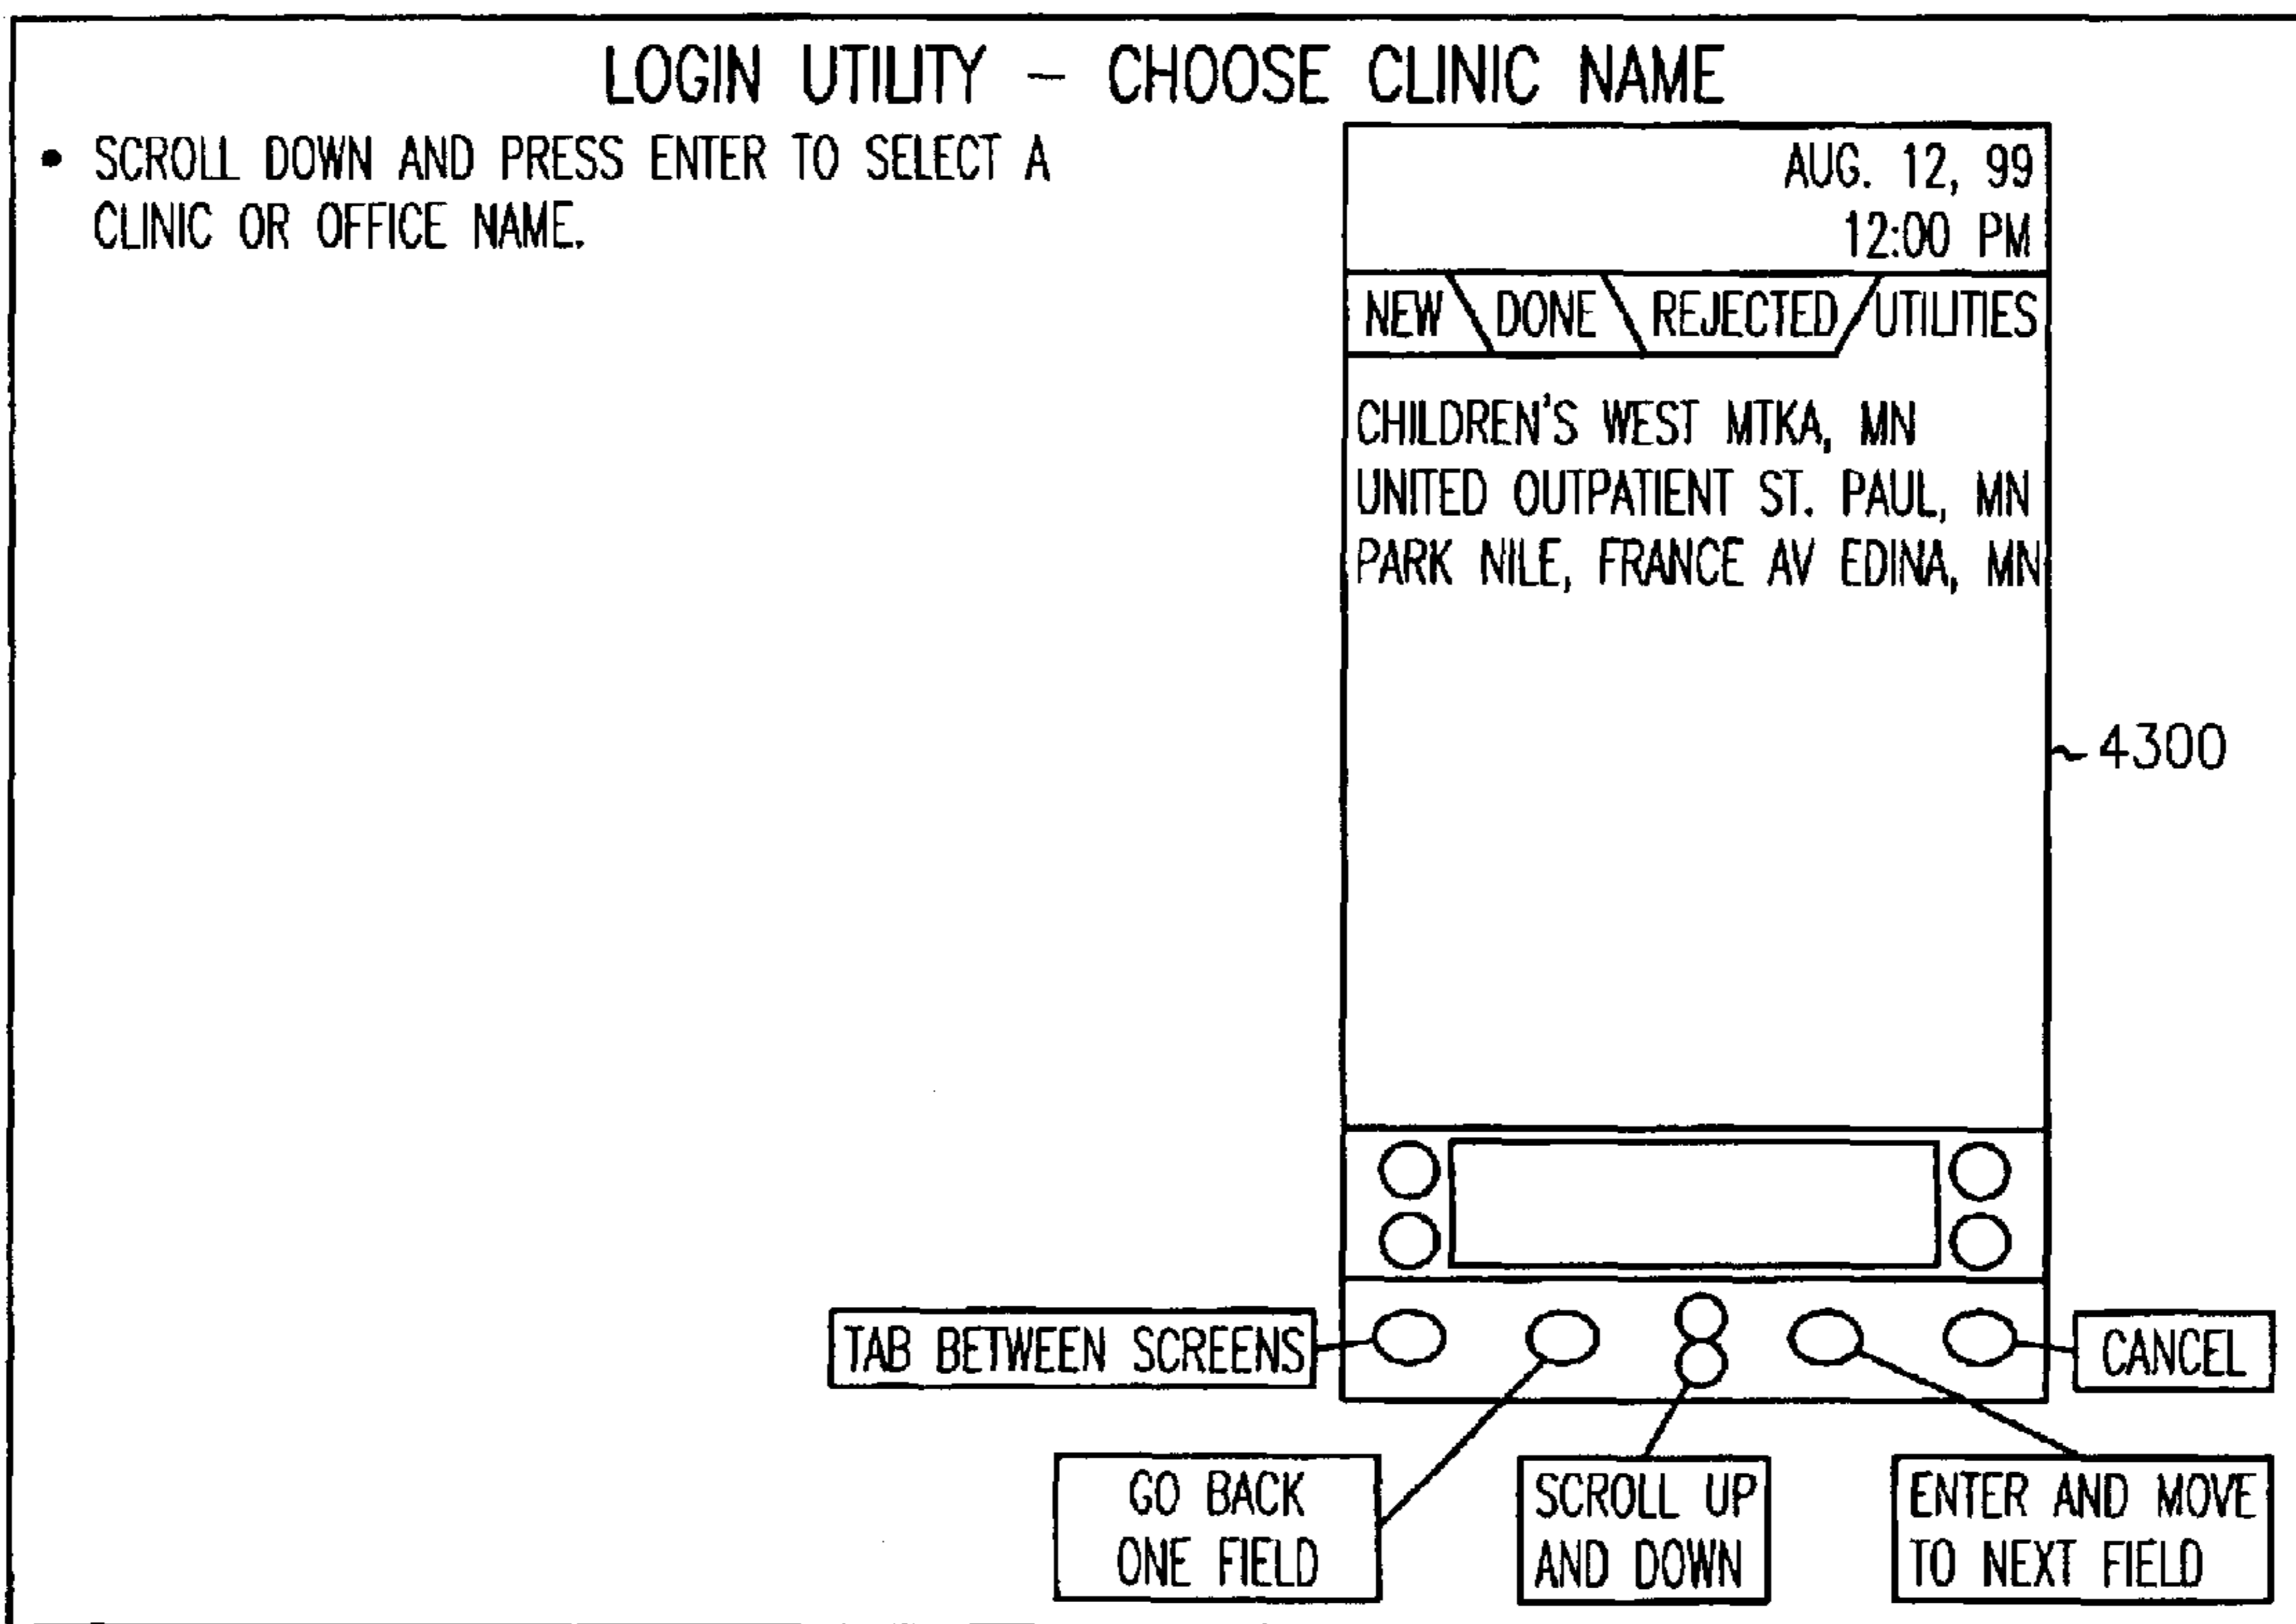 LOGIN UTILITY – CHOOSE CLINIC NAME
• SCROLL DOWN AND PRESS ENTER TO SELECT A
CLINIC OR OFFICE NAME.
AUG. 12, 99
12:00 PM
NEW DONE REJECTED UTILITIES
CHILDREN'S WEST MTKA, MN
UNITED OUTPATIENT ST. PAUL, MN
PARK NILE, FRANCE AV EDINA, MN
4300
TAB BETWEEN SCREENS
CANCEL
GO BACK
ONE FIELD
SCROLL UP
AND DOWN
ENTER AND MOVE
TO NEXT FIELD